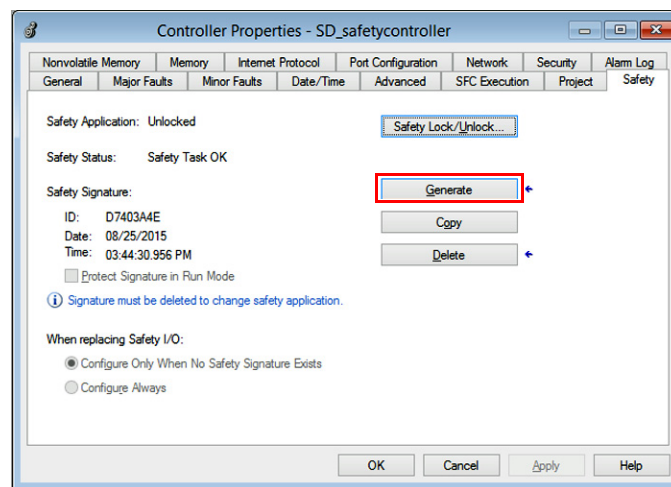 Controller Properties - SD_safetycontroller
Nonvolatile Memory Memory Internet Protocol Port Configuration Network Security Alarm Log
General Major Faults Minor Faults Date/Time Advanced SFC Execution Project Safety
Safety Application: Unlocked
Safety Lock/Unlock...
Safety Status: Safety Task OK
Safety Signature:
Generate
ID: D7403A4E
Copy
Date: 08/25/2015
Time: 03:44:30.956 PM
Delete
Protect Signature in Run Mode
Signature must be deleted to change safety application.
When replacing Safety I/O:
Configure Only When No Safety Signature Exists
Configure Always
OK Cancel Apply Help